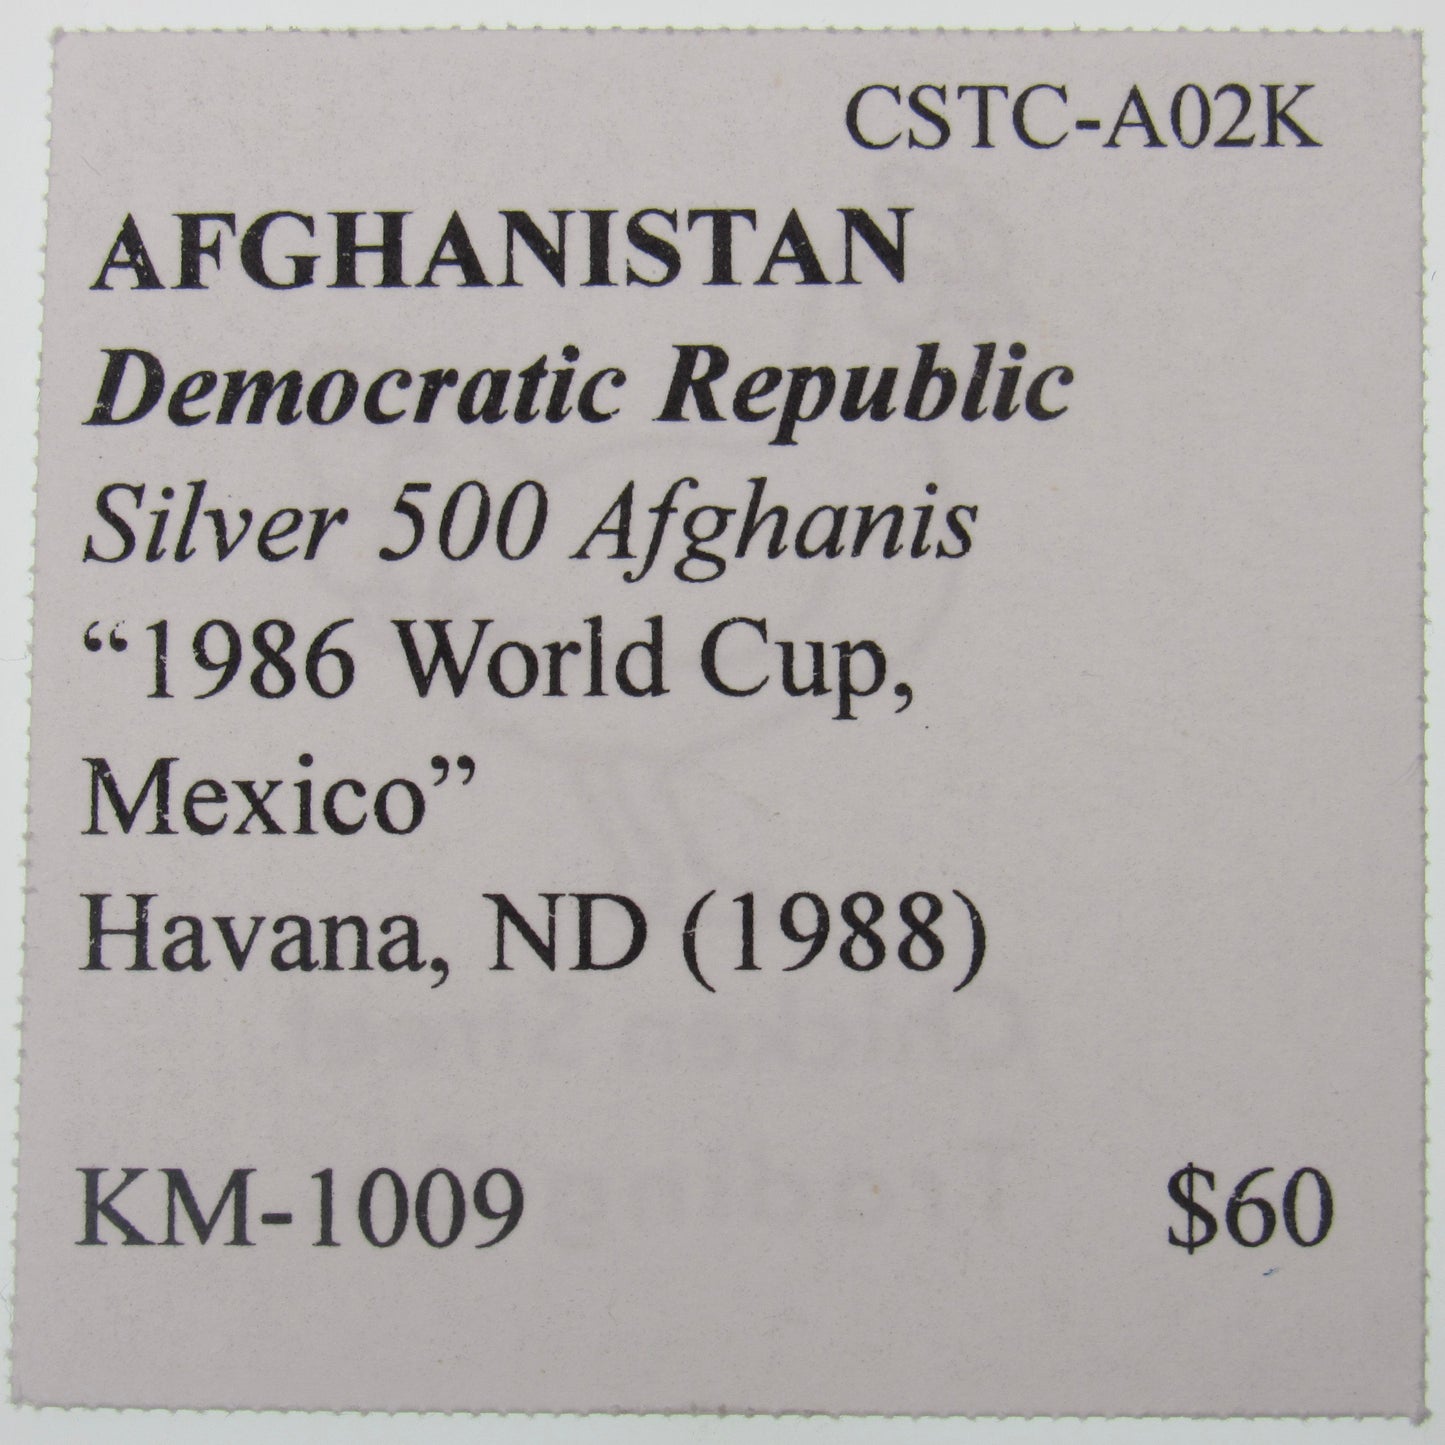 CSTC-A02K
AFGHANISTAN
Democratic Republic
Silver 500 Afghanis
“1986 World Cup,
Mexico”
Havana, ND (1988)
KM-1009 $60